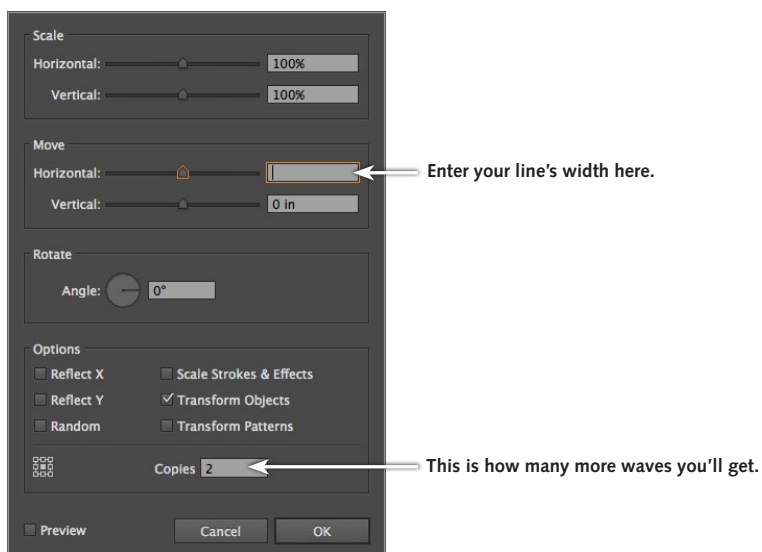 Scale
Horizontal: 100%
Vertical: 100%
Move
Horizontal:
Enter your line’s width here.
Vertical: 0 in
Rotate
Angle: 0°
Options
Reflect X Scale Strokes & Effects
Reflect Y Transform Objects
Random Transform Patterns
Copies 2
This is how many more waves you’ll get.
Preview Cancel OK